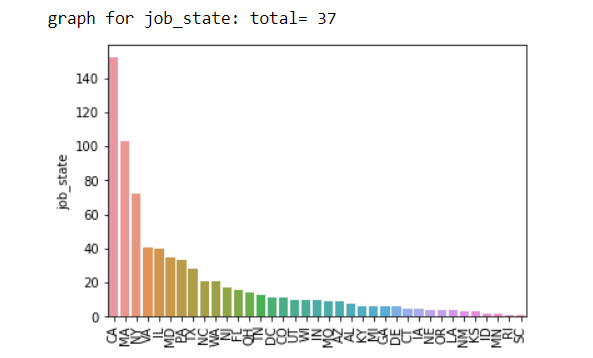 graph for job_state: total= 37
140
120
100
80
60
40
20
0
job_state
CA MA NY VA IL MD PA TX NC WA NJ FL OH TN DC CO UT WI IN MO AZ AL KY MI GA DE CT IA NE OR LA NM KS ID MN RI SC